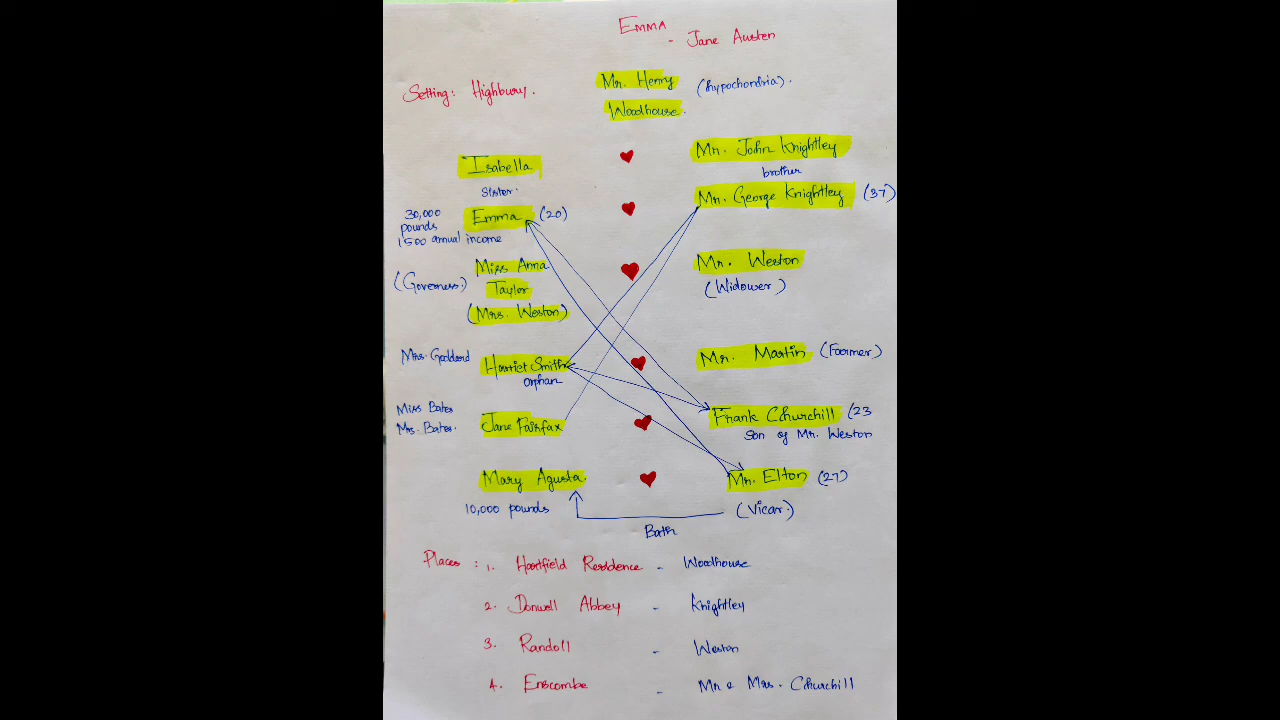 EMMA
- Jane Austen
Setting: Highbury.
Mr. Henry (hypochondria).
Woodhouse.
Isabella
Sister.
Mr. John Knightley
brother
Mr. George Knightley (37)
30,000
pounds
1500 annual income
Emma (20)
Miss Anna
Taylor
(Mrs. Weston)
(Governess)
Mr. Weston
(Widower)
Mrs. Goddard
Harriet Smith
orphan
Mr. Martin (Farmer)
Miss Bates
Mrs. Bates.
Jane Fairfax
Frank Churchill (23
Son of Mr. Weston
Mary Agusta.
10,000 pounds
Mr. Elton (27)
(Vicar)
Bath
Places : 1. Hartfield Residence - Woodhouse
2. Donwell Abbey - Knightley
3. Randoll - Weston
4. Enscombe - Mr & Mrs. Churchill